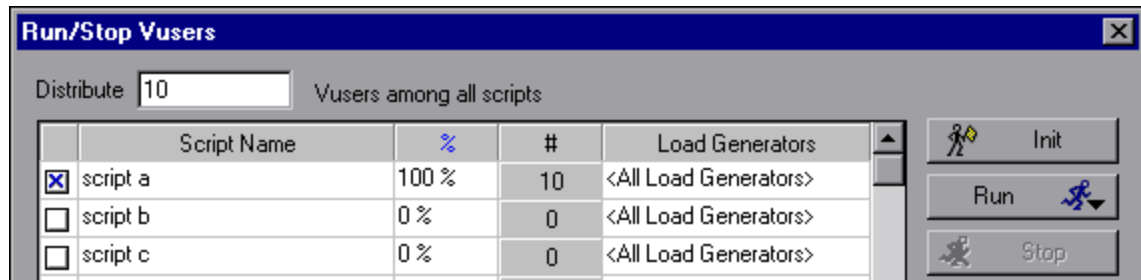 Run/Stop Vusers
Distribute 10 Vusers among all scripts
Script Name % # Load Generators
script a 100 % 10 <All Load Generators>
script b 0 % 0 <All Load Generators>
script c 0 % 0 <All Load Generators>
Init
Run
Stop